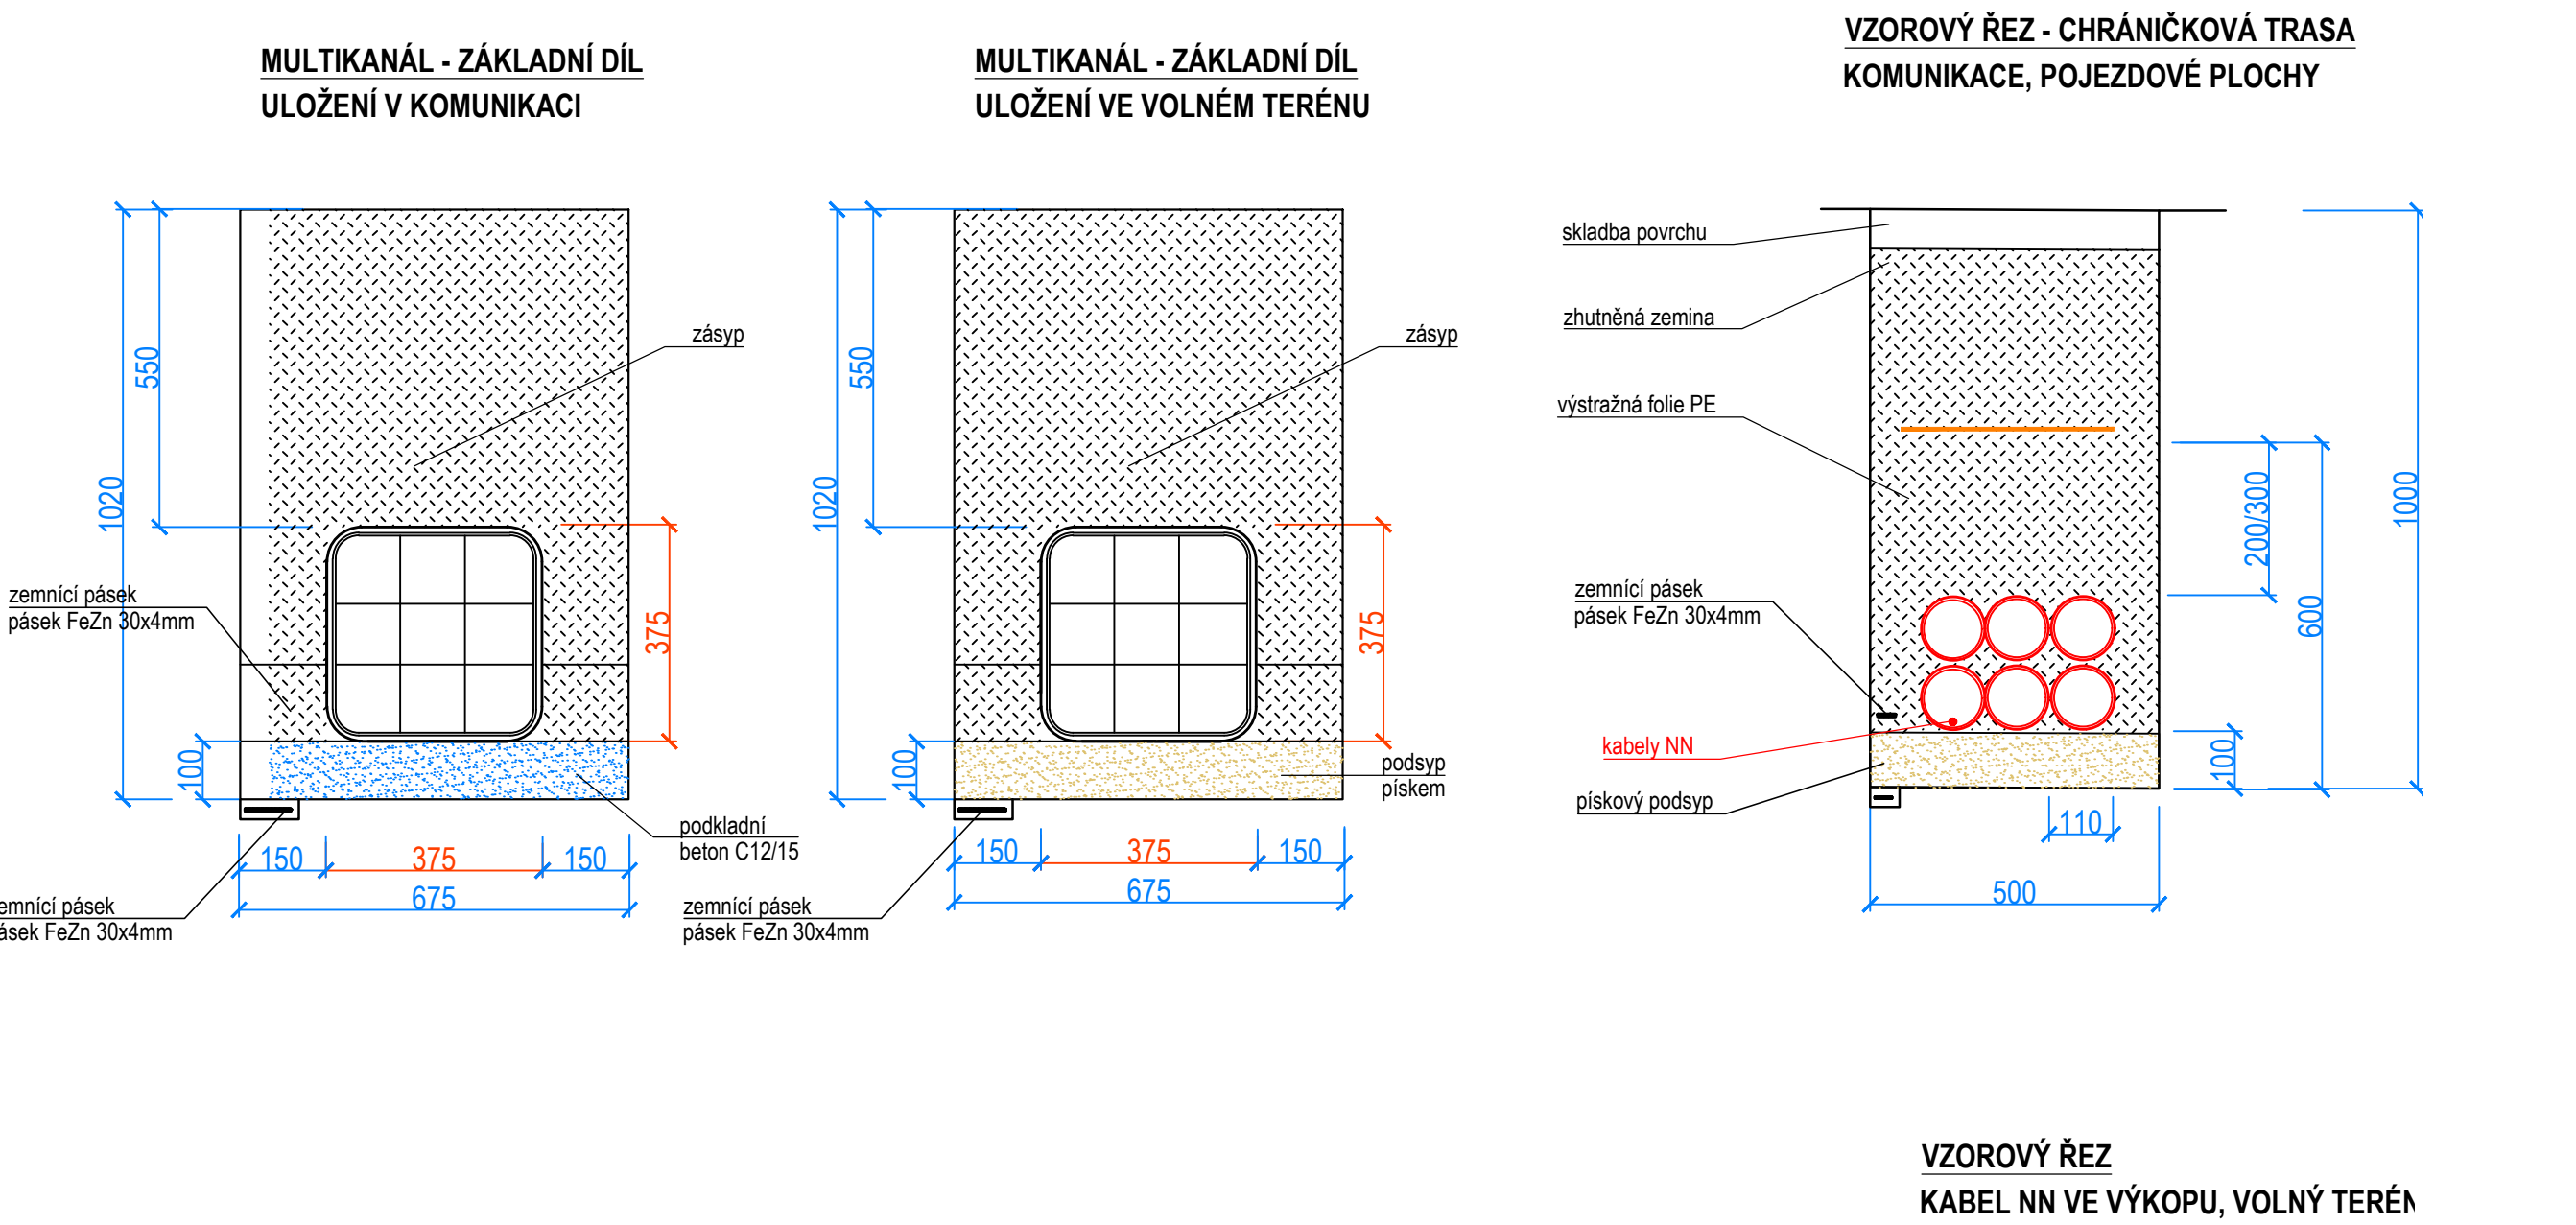 MULTIKANÁL - ZÁKLADNÍ DÍL
ULOŽENÍ V KOMUNIKACI
550
1020
zásyp
zemnící pásek
pásek FeZn 30x4mm
375
100
podkladní
beton C12/15
150
375
150
675
emnící pásek
ásek FeZn 30x4mm
MULTIKANÁL - ZÁKLADNÍ DÍL
ULOŽENÍ VE VOLNÉM TERÉNU
550
1020
zásyp
375
100
podsyp
pískem
150
375
150
675
zemnící pásek
pásek FeZn 30x4mm
VZOROVÝ ŘEZ - CHRÁNIČKOVÁ TRASA
KOMUNIKACE, POJEZDOVÉ PLOCHY
skladba povrchu
zhutněná zemina
výstražná folie PE
1000
200/300
600
zemnící pásek
pásek FeZn 30x4mm
kabely NN
100
pískový podsyp
110
500
VZOROVÝ ŘEZ
KABEL NN VE VÝKOPU, VOLNÝ TERÉN